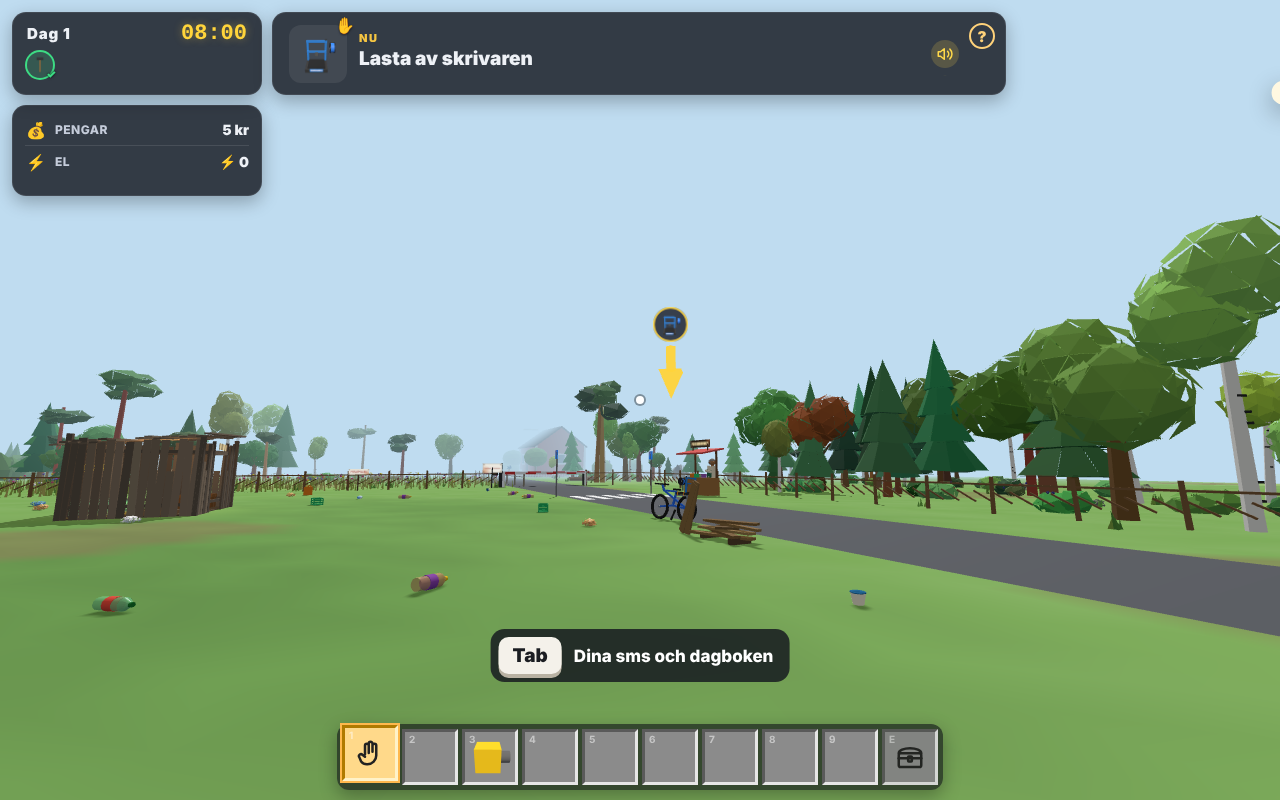 Dag 1
08:00
NU
Lasta av skrivaren
?
PENGAR
5 kr
EL
0
Tab
Dina sms och dagboken
1
2
3
4
5
6
7
8
9
E